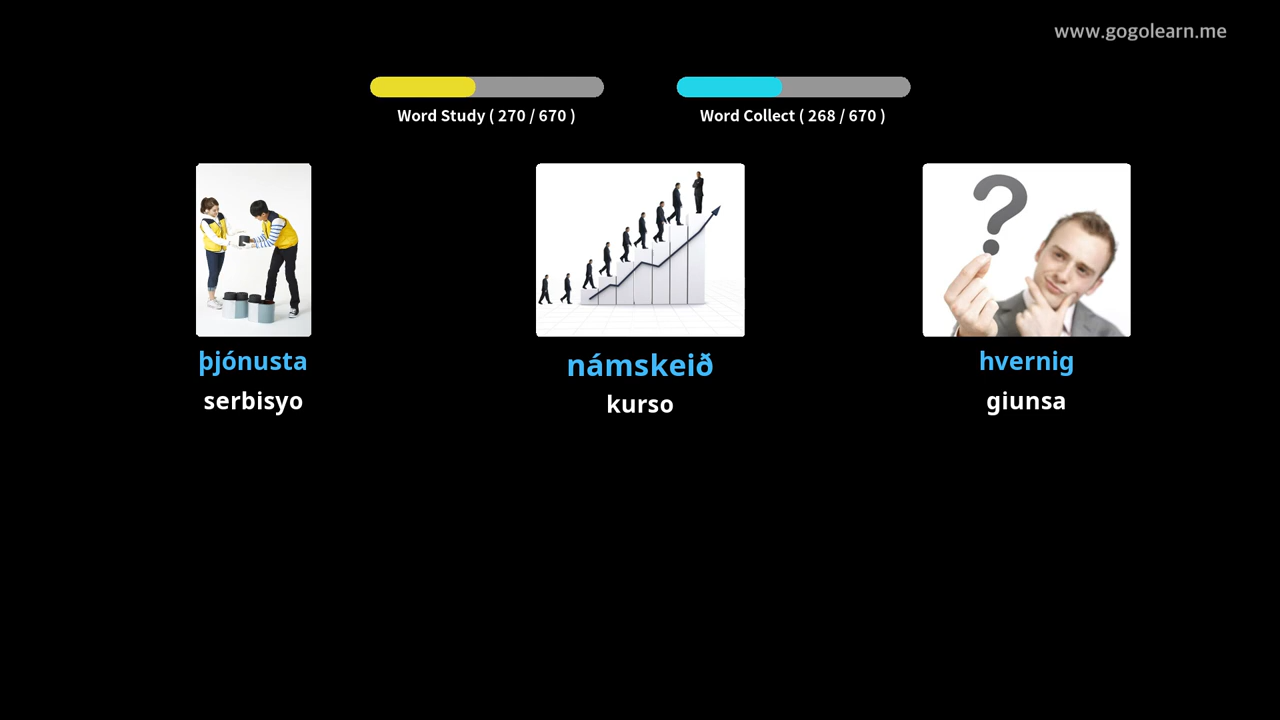 www.gogolearn.me
Word Study ( 270 / 670 )
Word Collect ( 268 / 670 )
þjónusta
serbisyo
námskeið
kurso
hvernig
giunsa